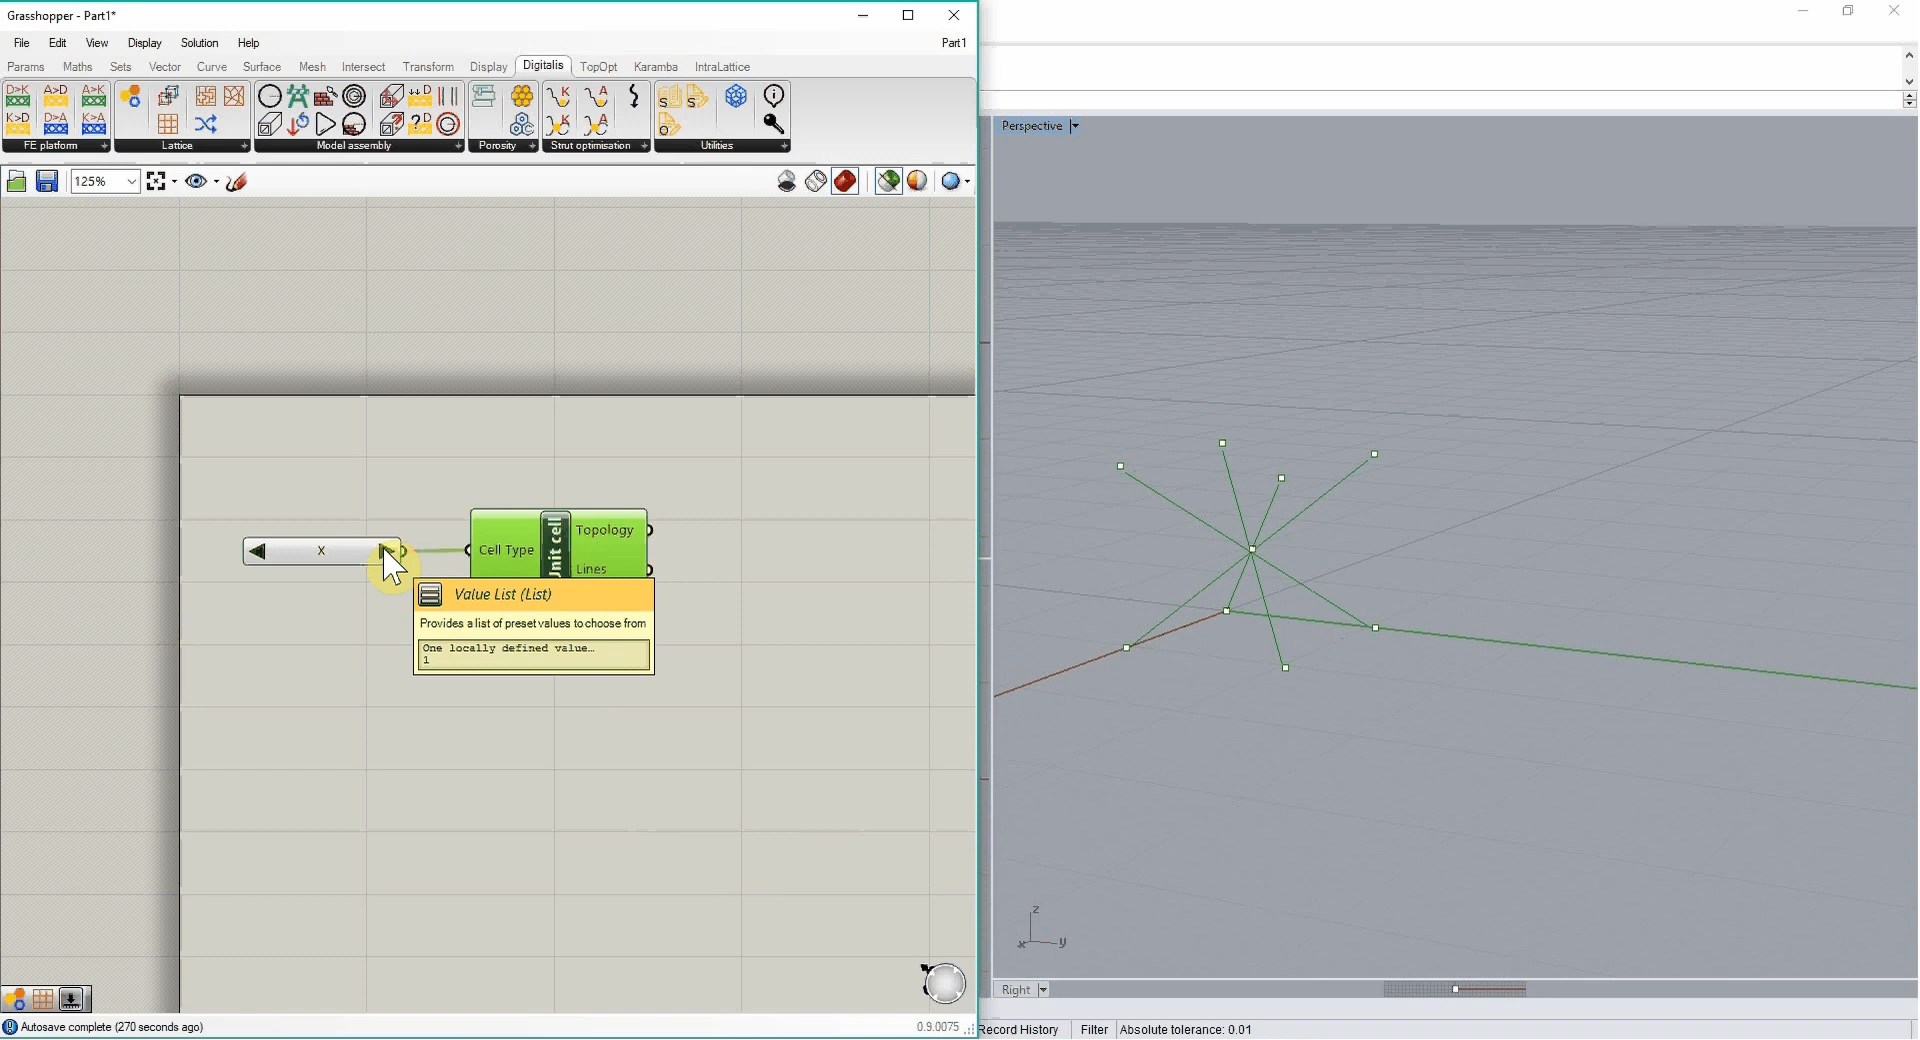 Grasshopper - Part1*
File Edit View Display Solution Help Part1
Params Maths Sets Vector Curve Surface Mesh Intersect Transform Display Digitalis TopOpt Karamba IntraLattice
D>K A>D A>K
K>D D>A K>A
FE platform Lattice Model assembly Porosity Strut optimisation Utilities
125%
Perspective
X
Cell Type
Unit cell
Topology
Lines
Value List (List)
Provides a list of preset values to choose from
One locally defined value…
1
z
x y
Right
Autosave complete (270 seconds ago)
0.9.0075
Record History Filter Absolute tolerance: 0.01